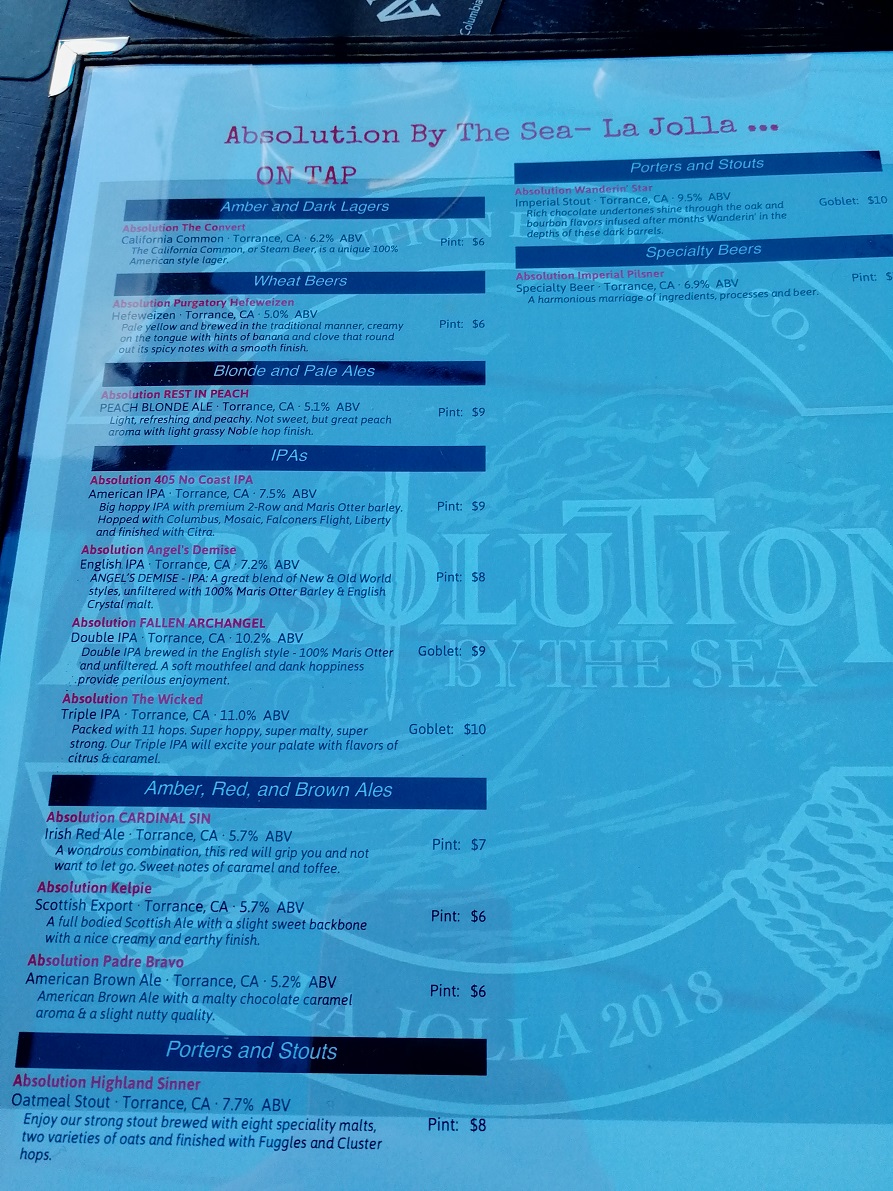 Columbia
Absolution By The Sea- La Jolla ...
ON TAP
Amber and Dark Lagers
Absolution The Convert
California Common · Torrance, CA · 6.2% ABV
The California Common, or Steam Beer, is a unique 100%
American style lager.
Pint: $6
Wheat Beers
Absolution Purgatory Hefeweizen
Hefeweizen · Torrance, CA · 5.0% ABV
Pale yellow and brewed in the traditional manner, creamy
on the tongue with hints of banana and clove that round
out its spicy notes with a smooth finish.
Pint: $6
Blonde and Pale Ales
Absolution REST IN PEACH
PEACH BLONDE ALE · Torrance, CA · 5.1% ABV
Light, refreshing and peachy. Not sweet, but great peach
aroma with light grassy Noble hop finish.
Pint: $9
IPAs
Absolution 405 No Coast IPA
American IPA · Torrance, CA · 7.5% ABV
Big hoppy IPA with premium 2-Row and Maris Otter barley.
Hopped with Columbus, Mosaic, Falconers Flight, Liberty
and finished with Citra.
Pint: $9
Absolution Angel's Demise
English IPA · Torrance, CA · 7.2% ABV
ANGEL'S DEMISE - IPA: A great blend of New & Old World
styles, unfiltered with 100% Maris Otter Barley & English
Crystal malt.
Pint: $8
Absolution FALLEN ARCHANGEL
Double IPA · Torrance, CA · 10.2% ABV
Double IPA brewed in the English style - 100% Maris Otter
and unfiltered. A soft mouthfeel and dank hoppiness
provide perilous enjoyment.
Goblet: $9
Absolution The Wicked
Triple IPA · Torrance, CA · 11.0% ABV
Packed with 11 hops. Super hoppy, super malty, super
strong. Our Triple IPA will excite your palate with flavors of
citrus & caramel.
Goblet: $10
Amber, Red, and Brown Ales
Absolution CARDINAL SIN
Irish Red Ale · Torrance, CA · 5.7% ABV
A wondrous combination, this red will grip you and not
want to let go. Sweet notes of caramel and toffee.
Pint: $7
Absolution Kelpie
Scottish Export · Torrance, CA · 5.7% ABV
A full bodied Scottish Ale with a slight sweet backbone
with a nice creamy and earthy finish.
Pint: $6
Absolution Padre Bravo
American Brown Ale · Torrance, CA · 5.2% ABV
American Brown Ale with a malty chocolate caramel
aroma & a slight nutty quality.
Pint: $6
Porters and Stouts
Absolution Highland Sinner
Oatmeal Stout · Torrance, CA · 7.7% ABV
Enjoy our strong stout brewed with eight speciality malts,
two varieties of oats and finished with Fuggles and Cluster
hops.
Pint: $8
Porters and Stouts
Absolution Wanderin' Star
Imperial Stout · Torrance, CA · 9.5% ABV
Rich chocolate undertones shine through the oak and
bourbon flavors infused after months Wanderin' in the
depths of these dark barrels.
Goblet: $10
Specialty Beers
Absolution Imperial Pilsner
Specialty Beer · Torrance, CA · 6.9% ABV
A harmonious marriage of ingredients, processes and beer.
Pint: $
CO.
ABSOLUTION
BY THE SEA
LA JOLLA 2018